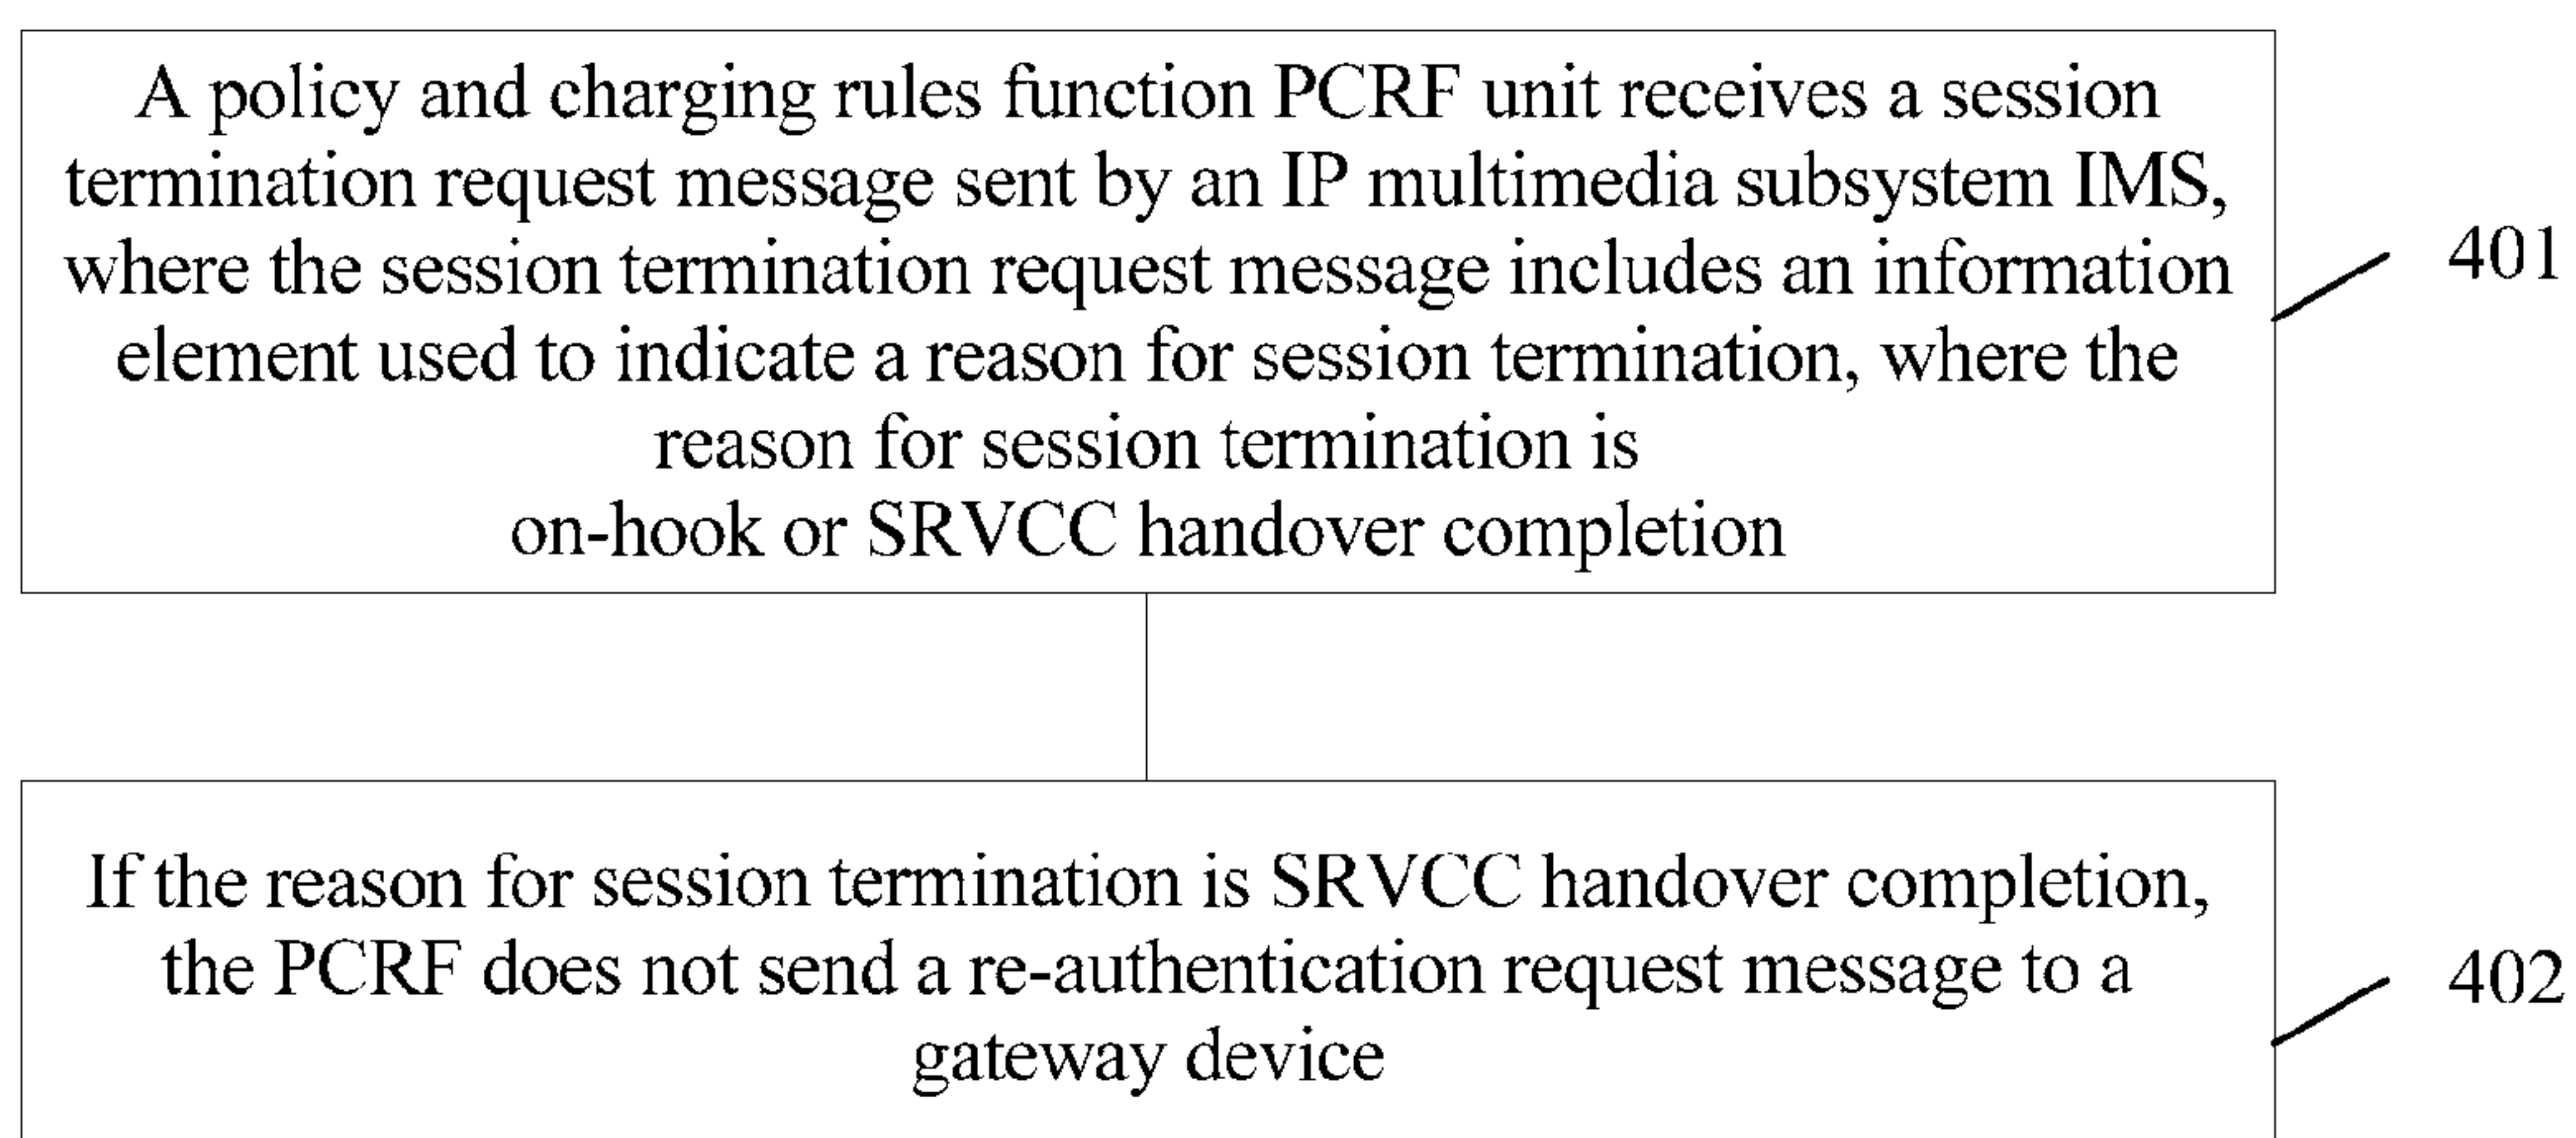 A policy and charging rules function PCRF unit receives a session
termination request message sent by an IP multimedia subsystem IMS,
where the session termination request message includes an information
element used to indicate a reason for session termination, where the
reason for session termination is
on-hook or SRVCC handover completion
401
If the reason for session termination is SRVCC handover completion,
the PCRF does not send a re-authentication request message to a
gateway device
402